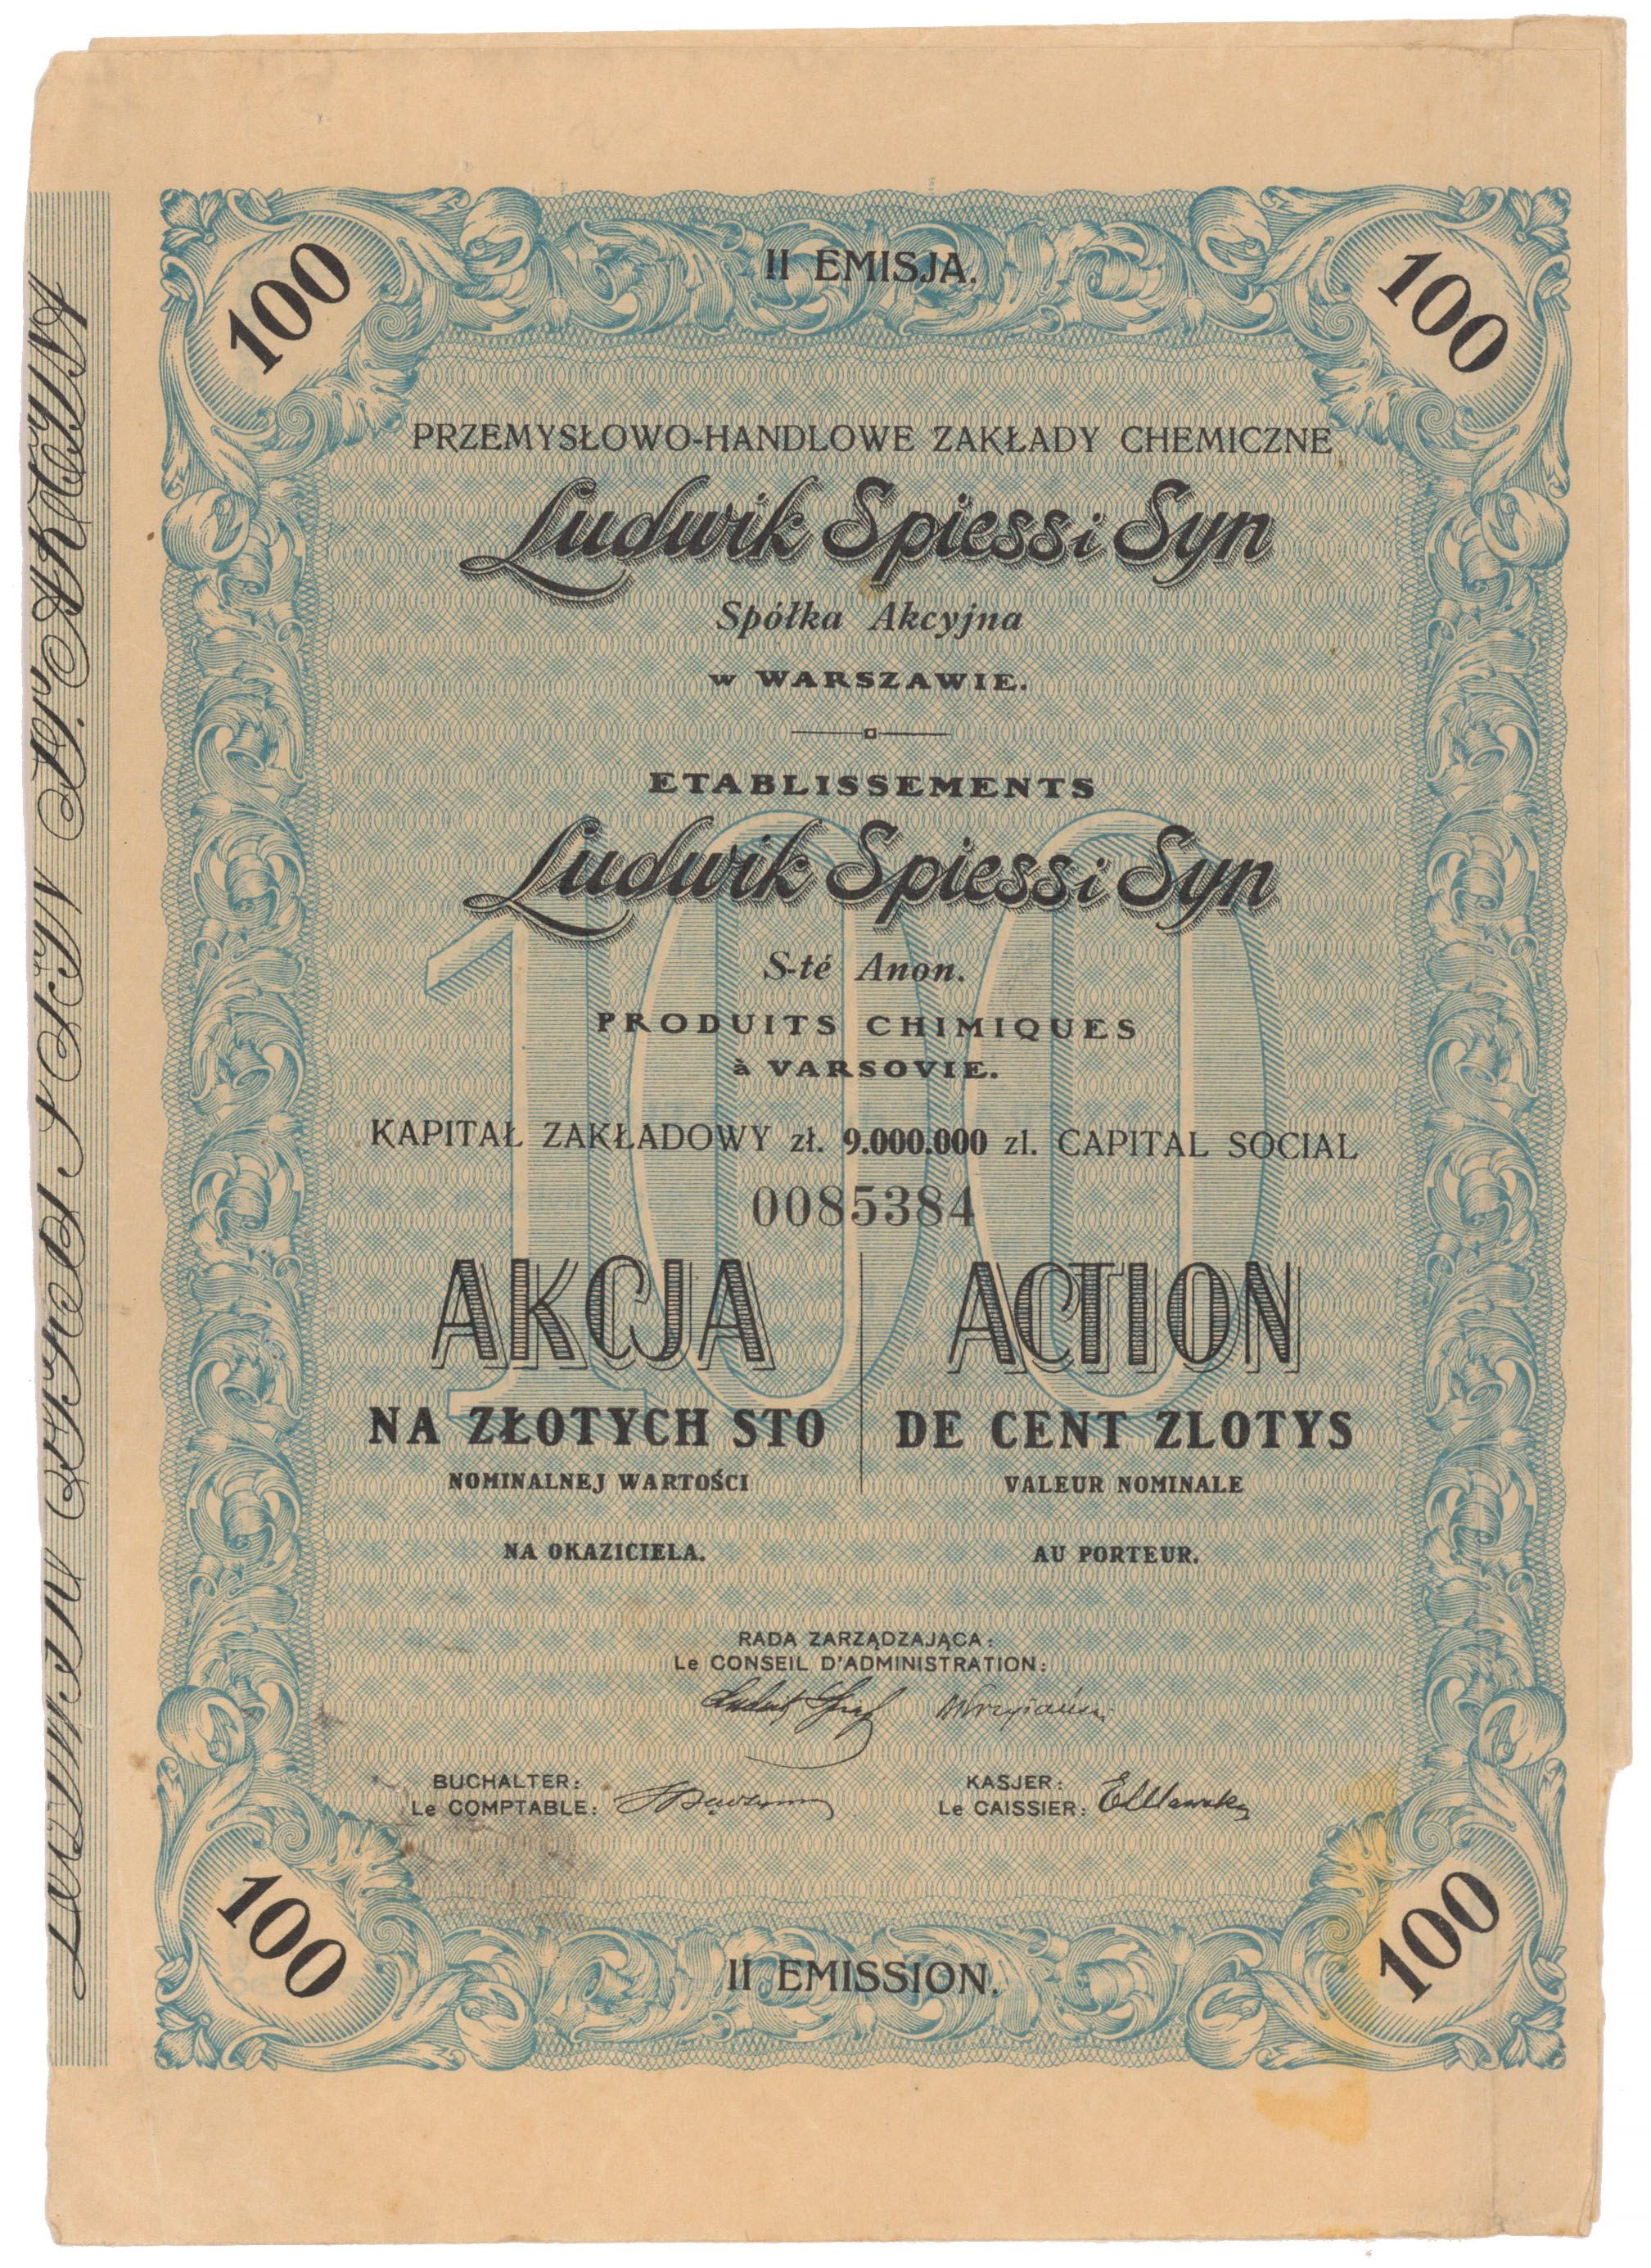 II EMISJA.
100
100
PRZEMYSŁOWO-HANDLOWE ZAKŁADY CHEMICZNE
Ludwik Spiess i Syn
Spółka Akcyjna
w WARSZAWIE.
ETABLISSEMENTS
Ludwik Spiess i Syn
S-té Anon.
PRODUITS CHIMIQUES
à VARSOVIE.
100
KAPITAŁ ZAKŁADOWY zł. 9.000.000 zl. CAPITAL SOCIAL
0085384
AKCJA
NA ZŁOTYCH STO
NOMINALNEJ WARTOŚCI
NA OKAZICIELA.
ACTION
DE CENT ZLOTYS
VALEUR NOMINALE
AU PORTEUR.
RADA ZARZĄDZAJĄCA:
Le CONSEIL D'ADMINISTRATION:
BUCHALTER:
Le COMPTABLE:
KASJER:
Le CAISSIER:
100
100
II EMISSION.